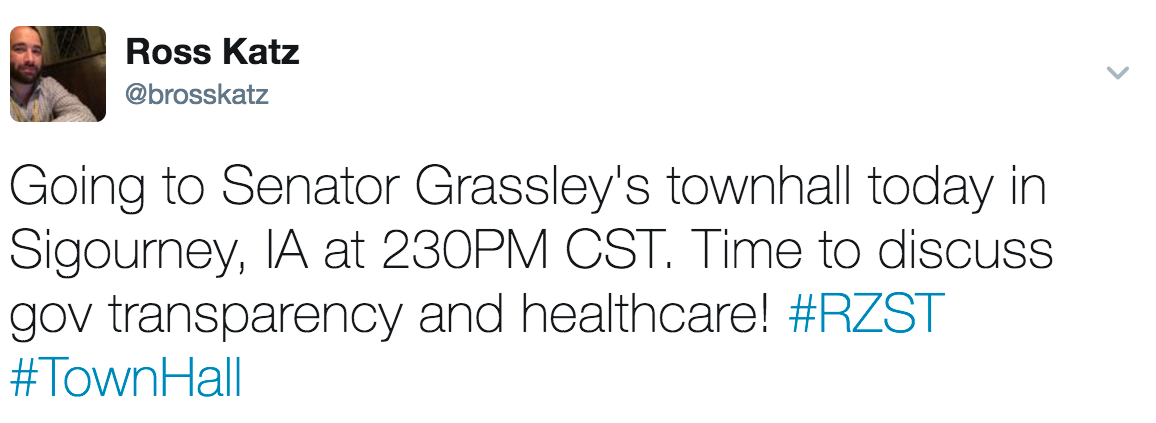 Ross Katz
@brosskatz
Going to Senator Grassley's townhall today in
Sigourney, IA at 230PM CST. Time to discuss
gov transparency and healthcare! #RZST
#TownHall